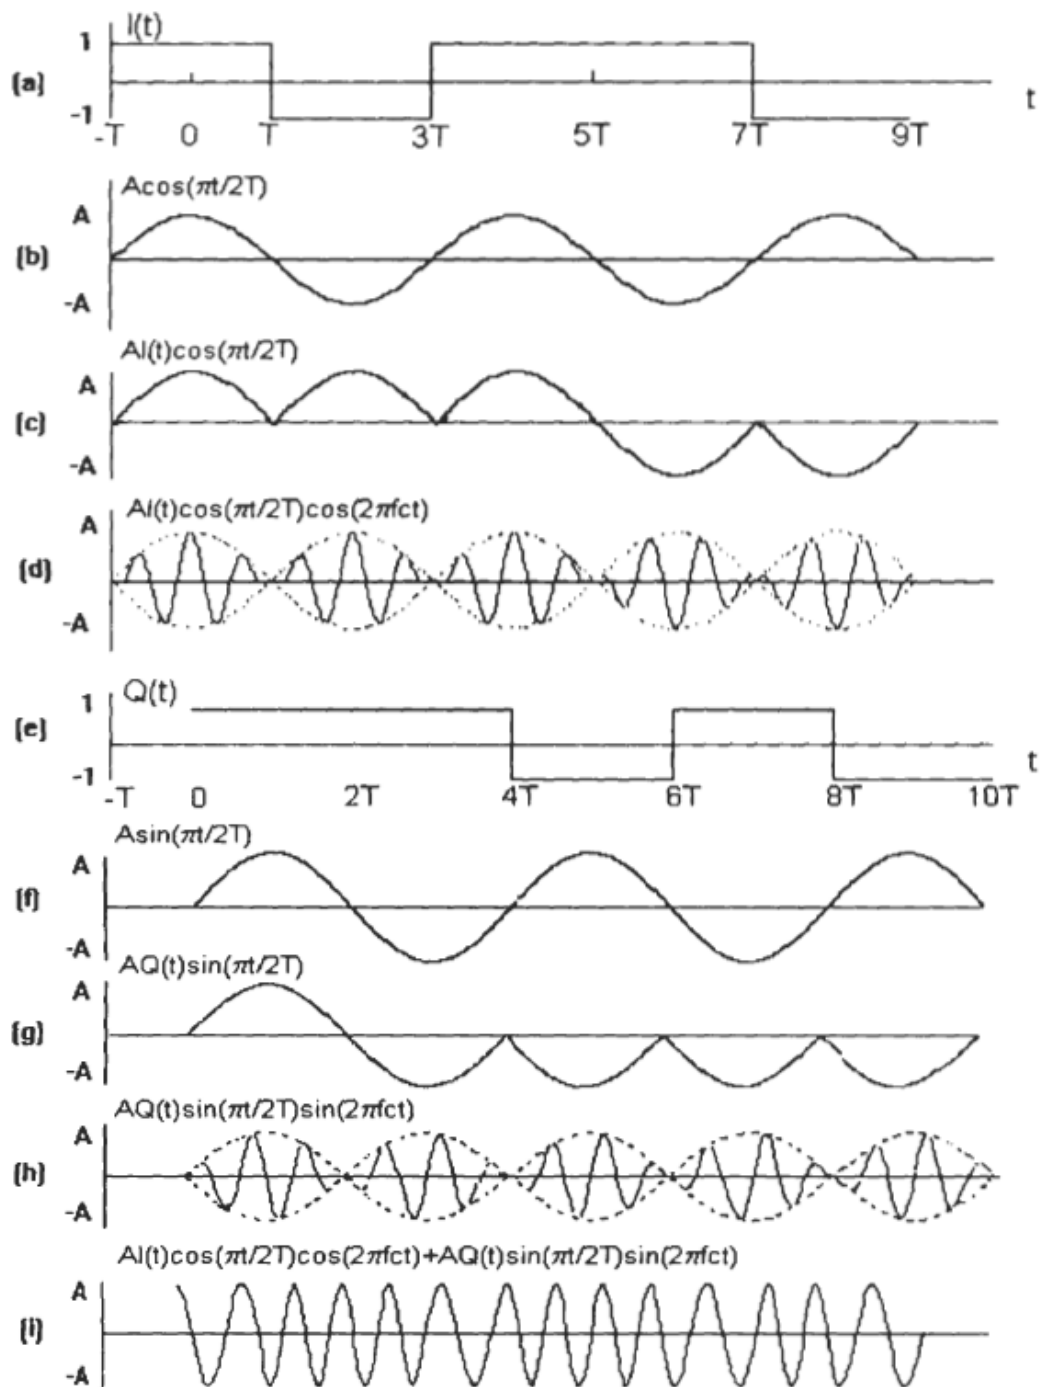 I(t)
1
(a)
-1
t
-T 0 T 3T 5T 7T 9T
Acos(πt/2T)
A
(b)
-A
AI(t)cos(πt/2T)
A
(c)
-A
AI(t)cos(πt/2T)cos(2πfct)
A
(d)
-A
Q(t)
1
(e)
-1
t
-T 0 2T 4T 6T 8T 10T
Asin(πt/2T)
A
(f)
-A
AQ(t)sin(πt/2T)
A
(g)
-A
AQ(t)sin(πt/2T)sin(2πfct)
A
(h)
-A
AI(t)cos(πt/2T)cos(2πfct)+AQ(t)sin(πt/2T)sin(2πfct)
A
(i)
-A